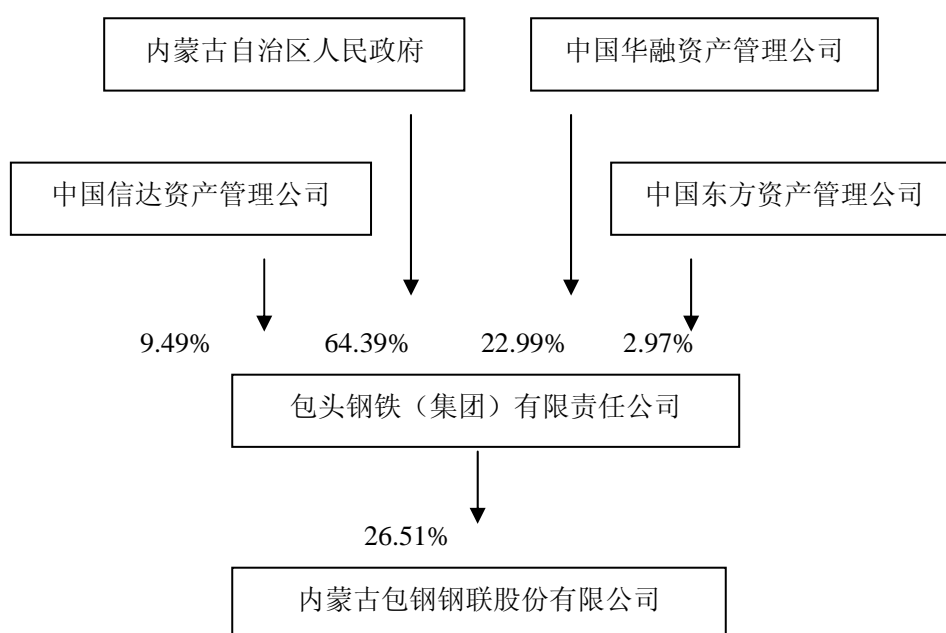 内蒙古自治区人民政府
中国华融资产管理公司
中国信达资产管理公司
中国东方资产管理公司
9.49%
64.39%
22.99%
2.97%
包头钢铁（集团）有限责任公司
26.51%
内蒙古包钢钢联股份有限公司